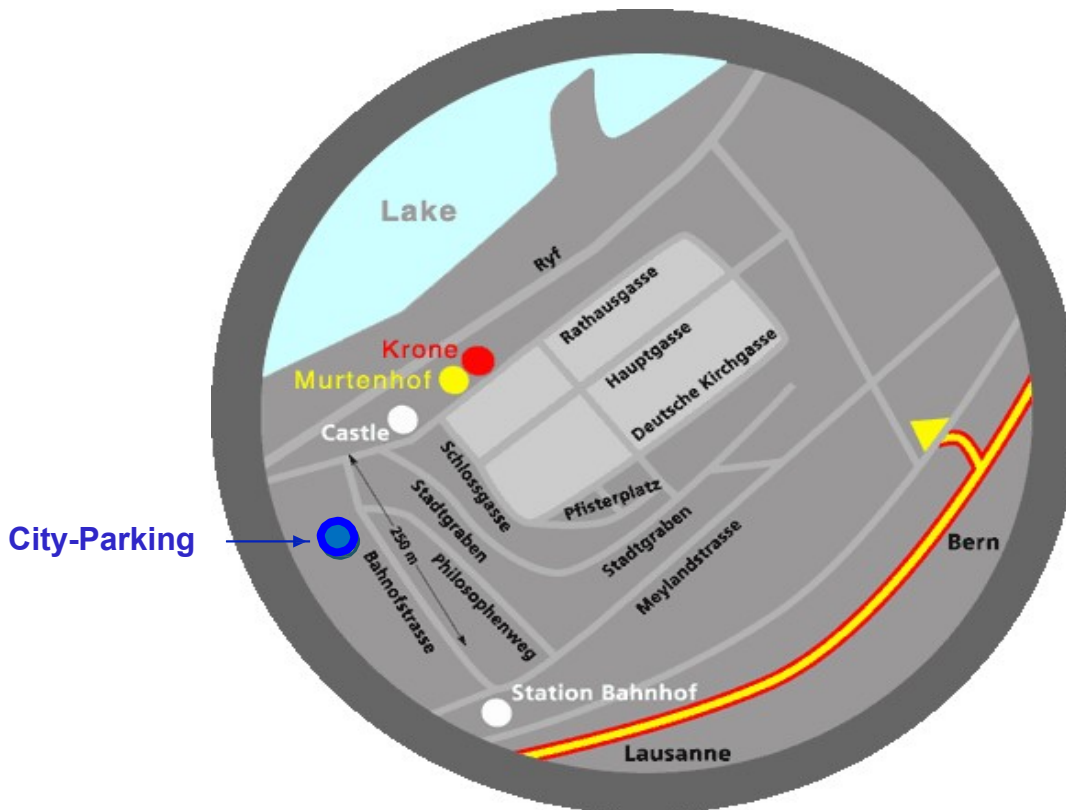 Lake
Ryf
Rathausgasse
Krone
Hauptgasse
Murtenhof
Deutsche Kirchgasse
Castle
Schlossgasse
Stadtgraben
Pfisterplatz
City-Parking
250 m
Stadtgraben
Bern
Philosophenweg
Meylandstrasse
Bahnofstrasse
Station Bahnhof
Lausanne